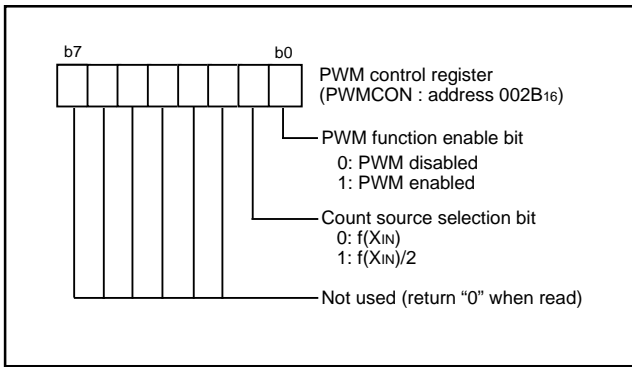 b7 b0
PWM control register
(PWMCON : address 002B16)
PWM function enable bit
0: PWM disabled
1: PWM enabled
Count source selection bit
0: f(XIN)
1: f(XIN)/2
Not used (return “0” when read)